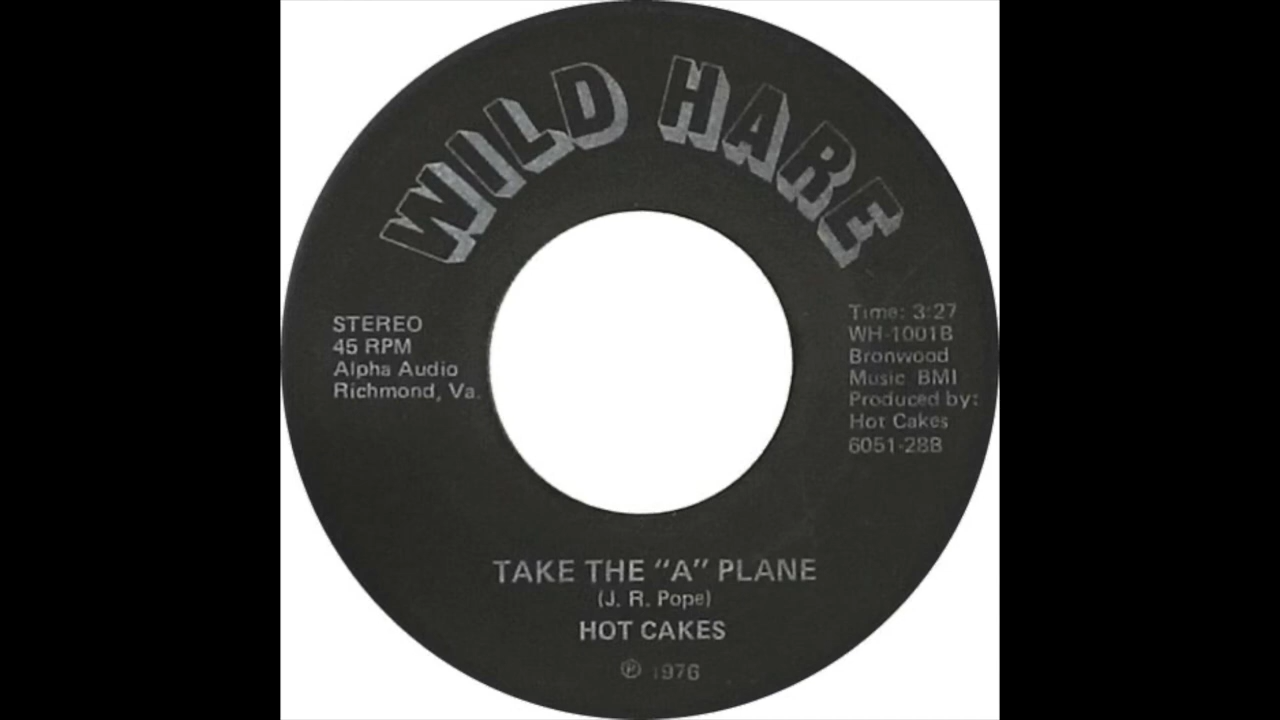 WILD HARE
STEREO
45 RPM
Alpha Audio
Richmond, Va.
Time: 3:27
WH-1001B
Bronwood
Music BMI
Produced by:
Hot Cakes
6051-28B
TAKE THE "A" PLANE
(J. R. Pope)
HOT CAKES
℗ 1976